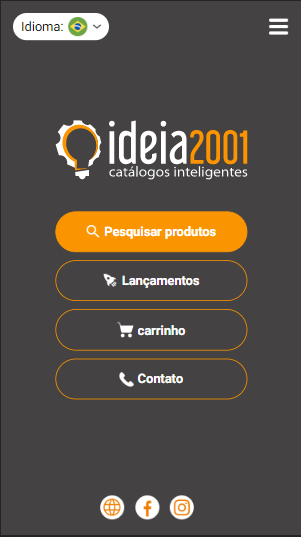 Idioma:
ideia2001
catálogos inteligentes
Pesquisar produtos
Lançamentos
carrinho
Contato